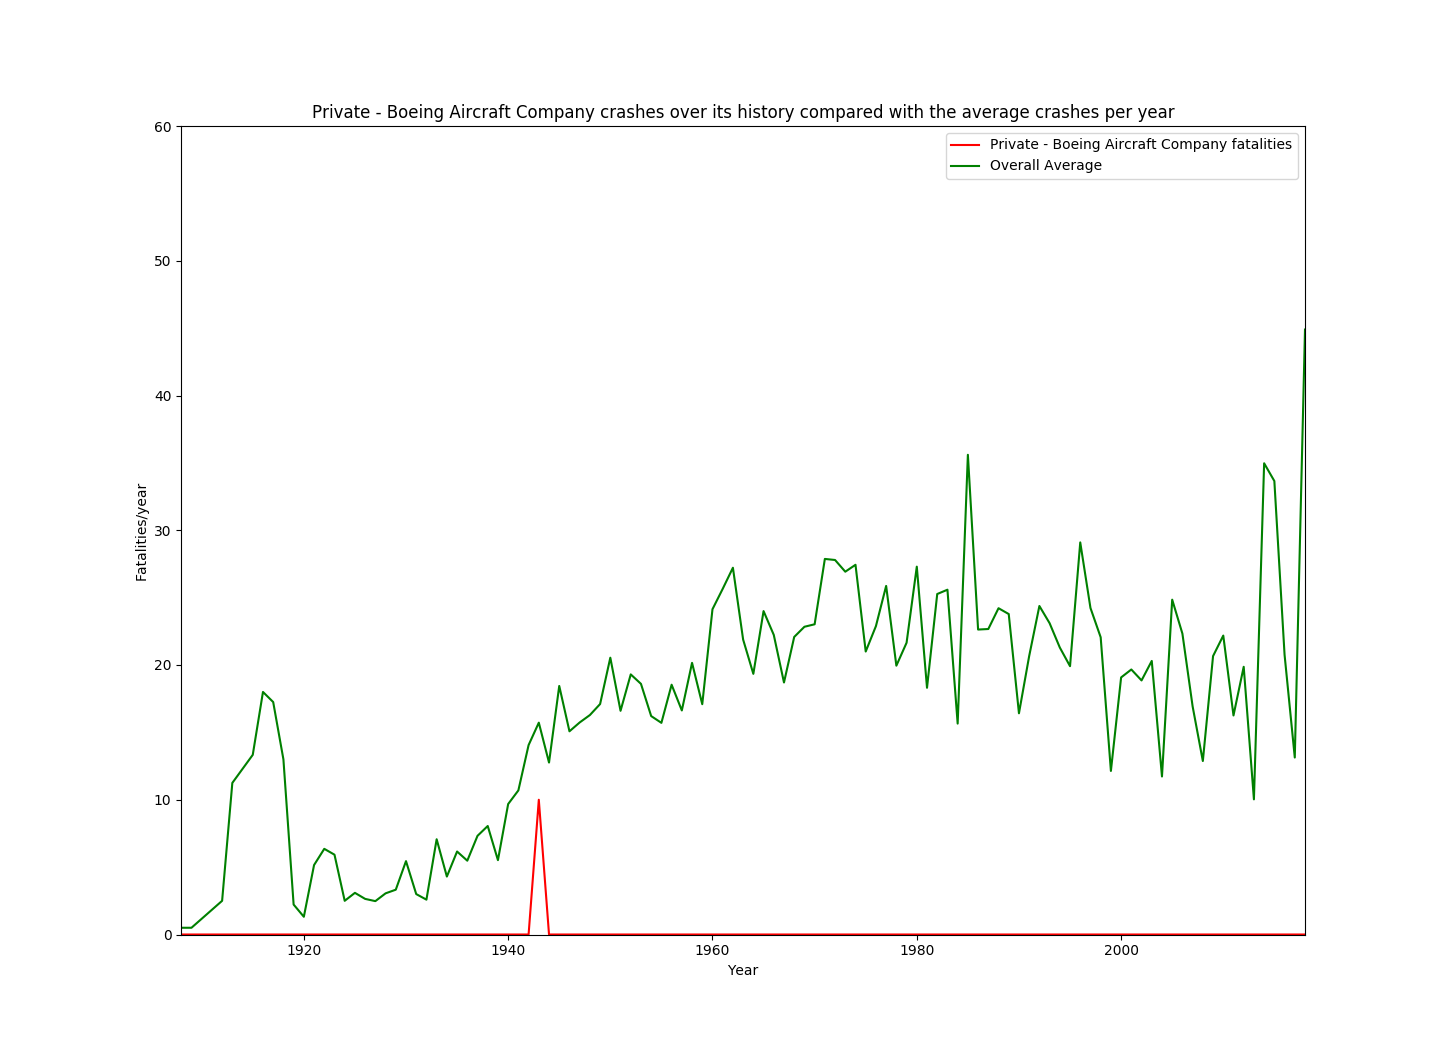 Private - Boeing Aircraft Company crashes over its history compared with the average crashes per year
Private - Boeing Aircraft Company fatalities
Overall Average
60
50
40
30
20
10
0
Fatalities/year
1920 1940 1960 1980 2000
Year